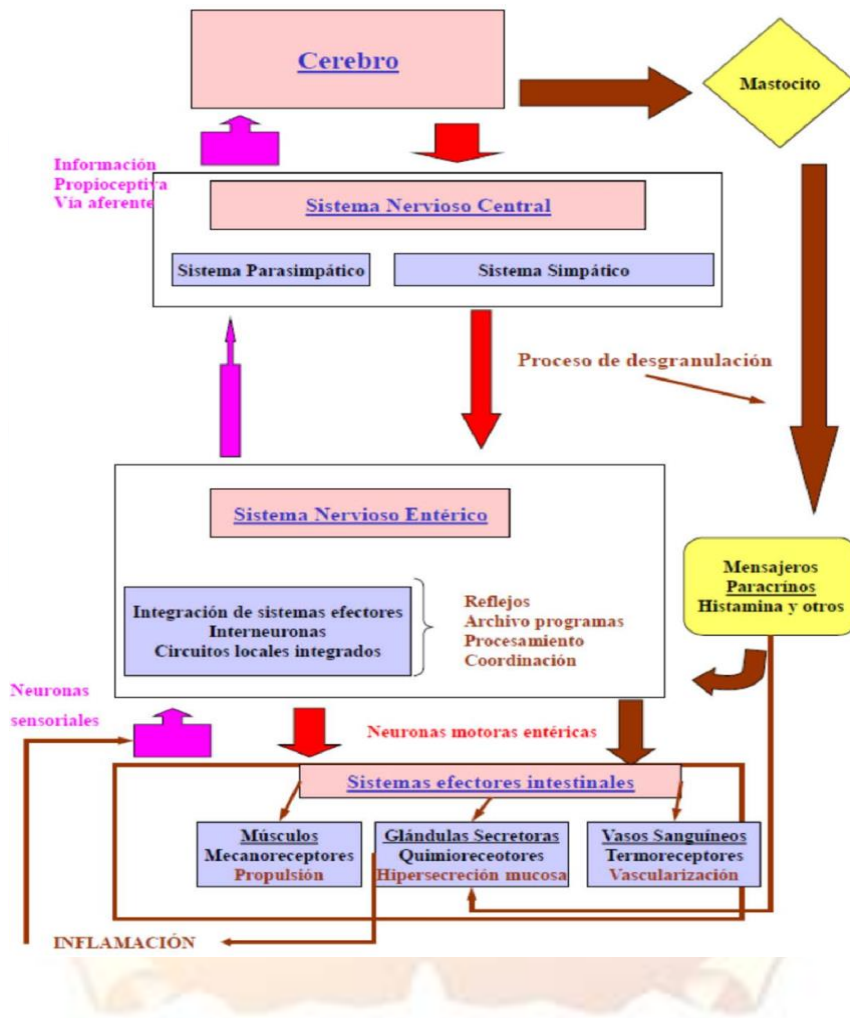 Cerebro
Mastocito
Información
Propioceptiva
Vía aferente
Sistema Nervioso Central
Sistema Parasimpático
Sistema Simpático
Proceso de desgranulación
Sistema Nervioso Entérico
Integración de sistemas efectores
Interneuronas
Circuitos locales integrados
Reflejos
Archivo programas
Procesamiento
Coordinación
Mensajeros
Paracrínos
Histamina y otros
Neuronas
sensoriales
Neuronas motoras entéricas
Sistemas efectores intestinales
Músculos
Mecanoreceptores
Propulsión
Glándulas Secretoras
Quimioreceotores
Hipersecreción mucosa
Vasos Sanguíneos
Termoreceptores
Vascularización
INFLAMACIÓN